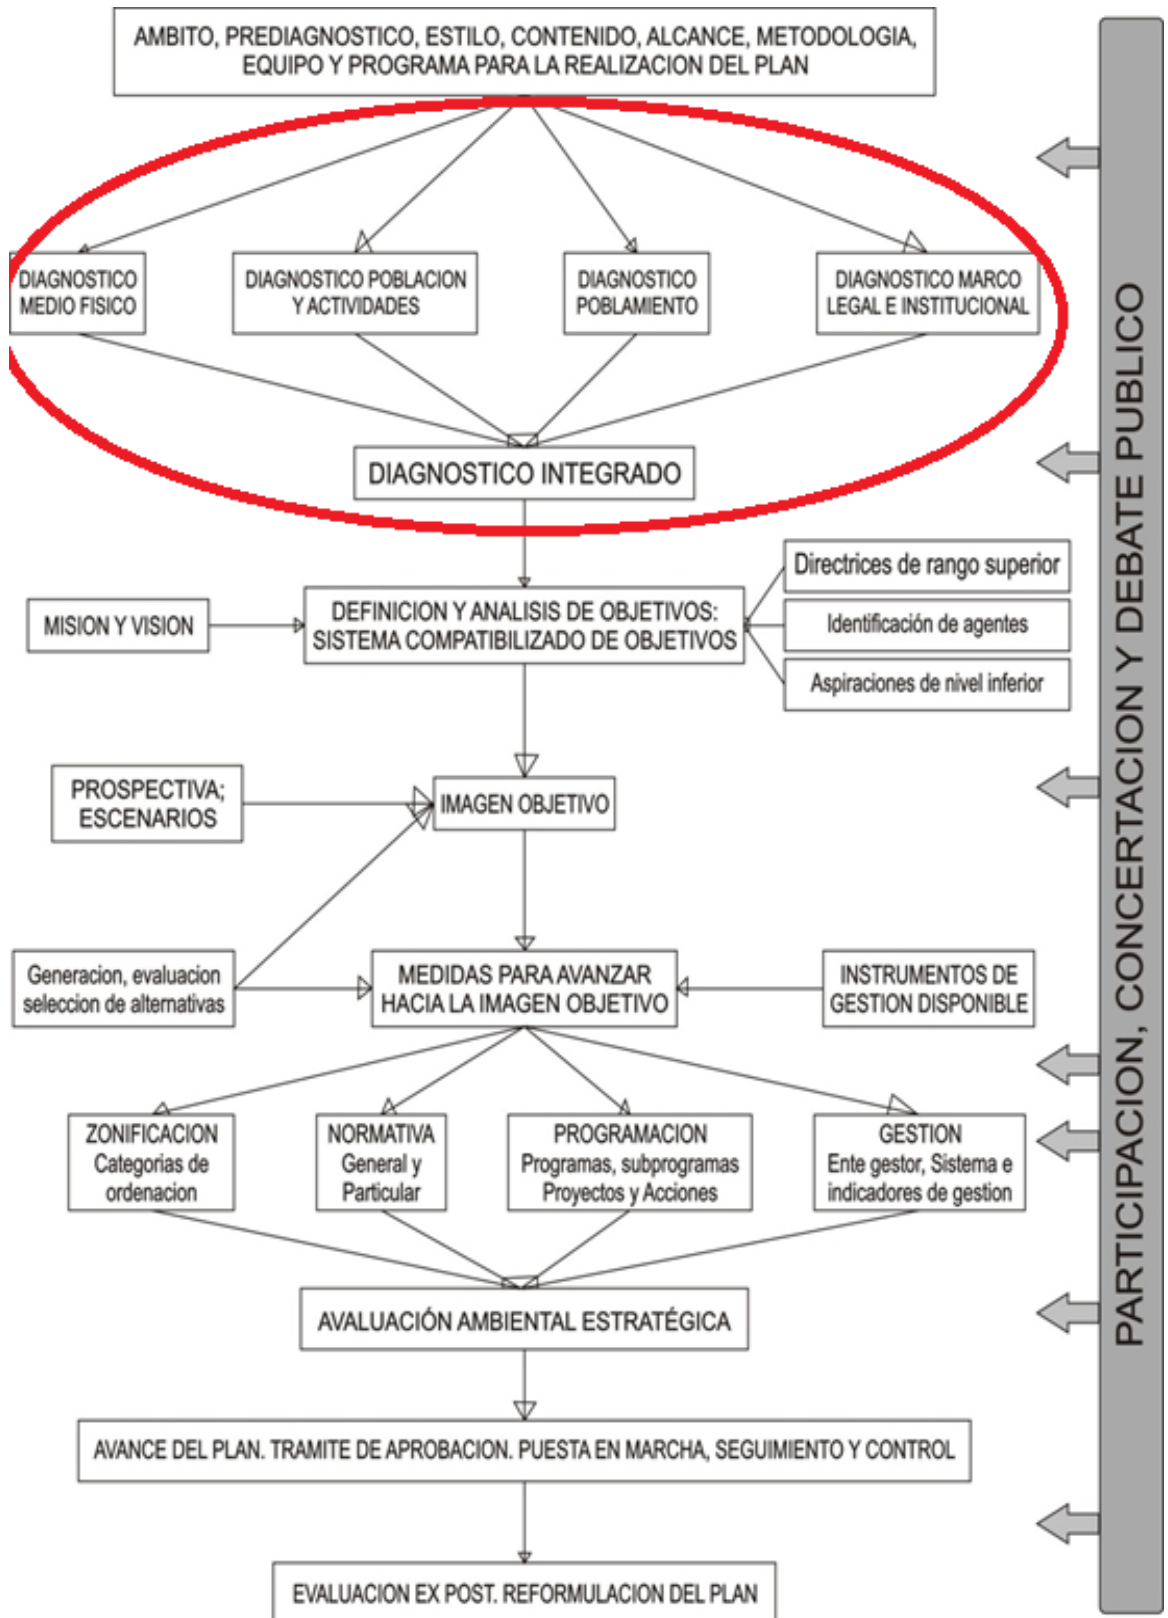 AMBITO, PREDIAGNOSTICO, ESTILO, CONTENIDO, ALCANCE, METODOLOGIA,
EQUIPO Y PROGRAMA PARA LA REALIZACION DEL PLAN
DIAGNOSTICO
MEDIO FISICO
DIAGNOSTICO POBLACION
Y ACTIVIDADES
DIAGNOSTICO
POBLAMIENTO
DIAGNOSTICO MARCO
LEGAL E INSTITUCIONAL
DIAGNOSTICO INTEGRADO
MISION Y VISION
DEFINICION Y ANALISIS DE OBJETIVOS:
SISTEMA COMPATIBILIZADO DE OBJETIVOS
Directrices de rango superior
Identificación de agentes
Aspiraciones de nivel inferior
PROSPECTIVA;
ESCENARIOS
IMAGEN OBJETIVO
Generacion, evaluacion
seleccion de alternativas
MEDIDAS PARA AVANZAR
HACIA LA IMAGEN OBJETIVO
INSTRUMENTOS DE
GESTION DISPONIBLE
ZONIFICACION
Categorias de
ordenacion
NORMATIVA
General y
Particular
PROGRAMACION
Programas, subprogramas
Proyectos y Acciones
GESTION
Ente gestor, Sistema e
indicadores de gestion
AVALUACIÓN AMBIENTAL ESTRATÉGICA
AVANCE DEL PLAN. TRAMITE DE APROBACION. PUESTA EN MARCHA, SEGUIMIENTO Y CONTROL
EVALUACION EX POST. REFORMULACION DEL PLAN
PARTICIPACION, CONCERTACION Y DEBATE PUBLICO